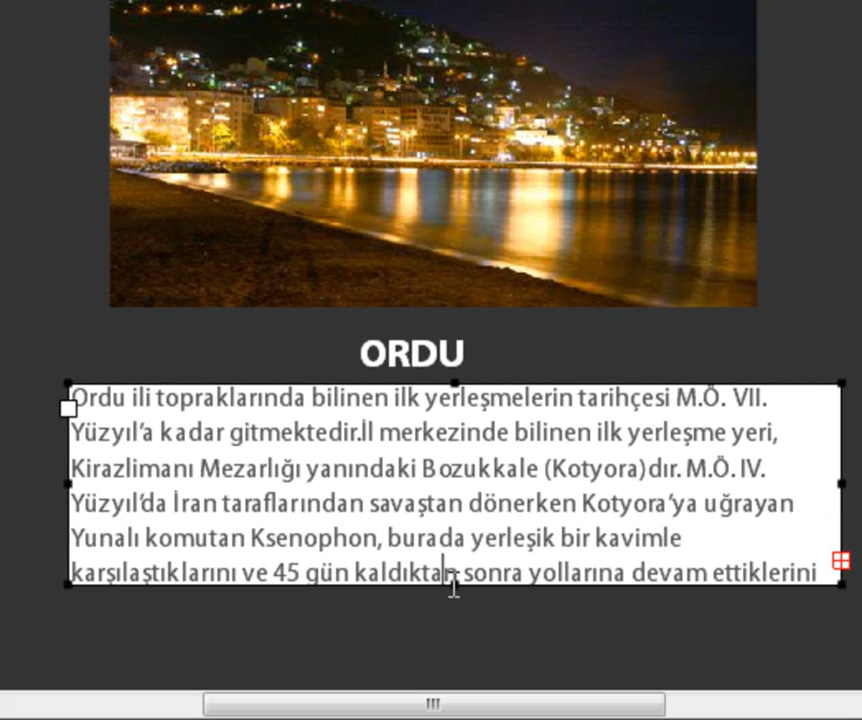 ORDU
Ordu ili topraklarında bilinen ilk yerleşmelerin tarihçesi M.Ö. VII.
Yüzyıl'a kadar gitmektedir.İl merkezinde bilinen ilk yerleşme yeri,
Kirazlimanı Mezarlığı yanındaki Bozukkale (Kotyora)dır. M.Ö. IV.
Yüzyıl'da İran taraflarından savaştan dönerken Kotyora'ya uğrayan
Yunalı komutan Ksenophon, burada yerleşik bir kavimle
karşılaştıklarını ve 45 gün kaldıktan sonra yollarına devam ettiklerini